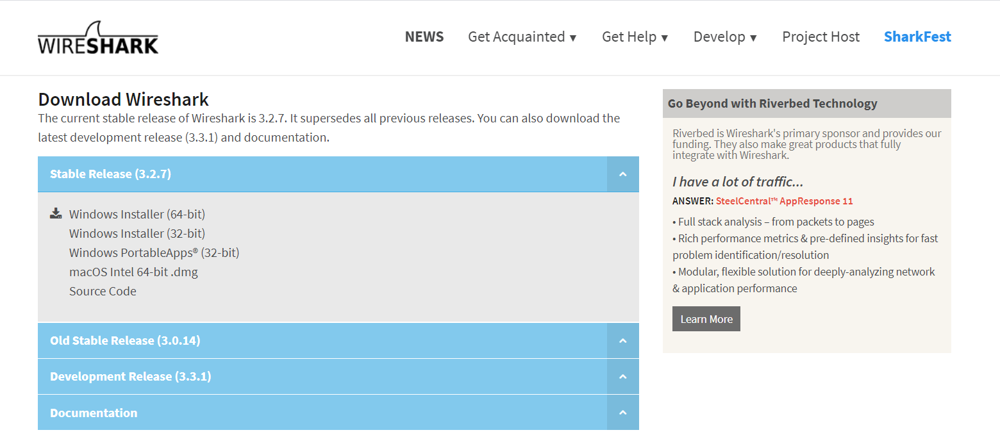 WIRESHARK
NEWS Get Acquainted ▼ Get Help ▼ Develop ▼ Project Host SharkFest
Download Wireshark
The current stable release of Wireshark is 3.2.7. It supersedes all previous releases. You can also download the
latest development release (3.3.1) and documentation.
Stable Release (3.2.7)
Windows Installer (64-bit)
Windows Installer (32-bit)
Windows PortableApps® (32-bit)
macOS Intel 64-bit .dmg
Source Code
Old Stable Release (3.0.14)
Development Release (3.3.1)
Documentation
Go Beyond with Riverbed Technology
Riverbed is Wireshark's primary sponsor and provides our
funding. They also make great products that fully
integrate with Wireshark.
I have a lot of traffic...
ANSWER: SteelCentral™ AppResponse 11
• Full stack analysis – from packets to pages
• Rich performance metrics & pre-defined insights for fast
problem identification/resolution
• Modular, flexible solution for deeply-analyzing network
& application performance
Learn More